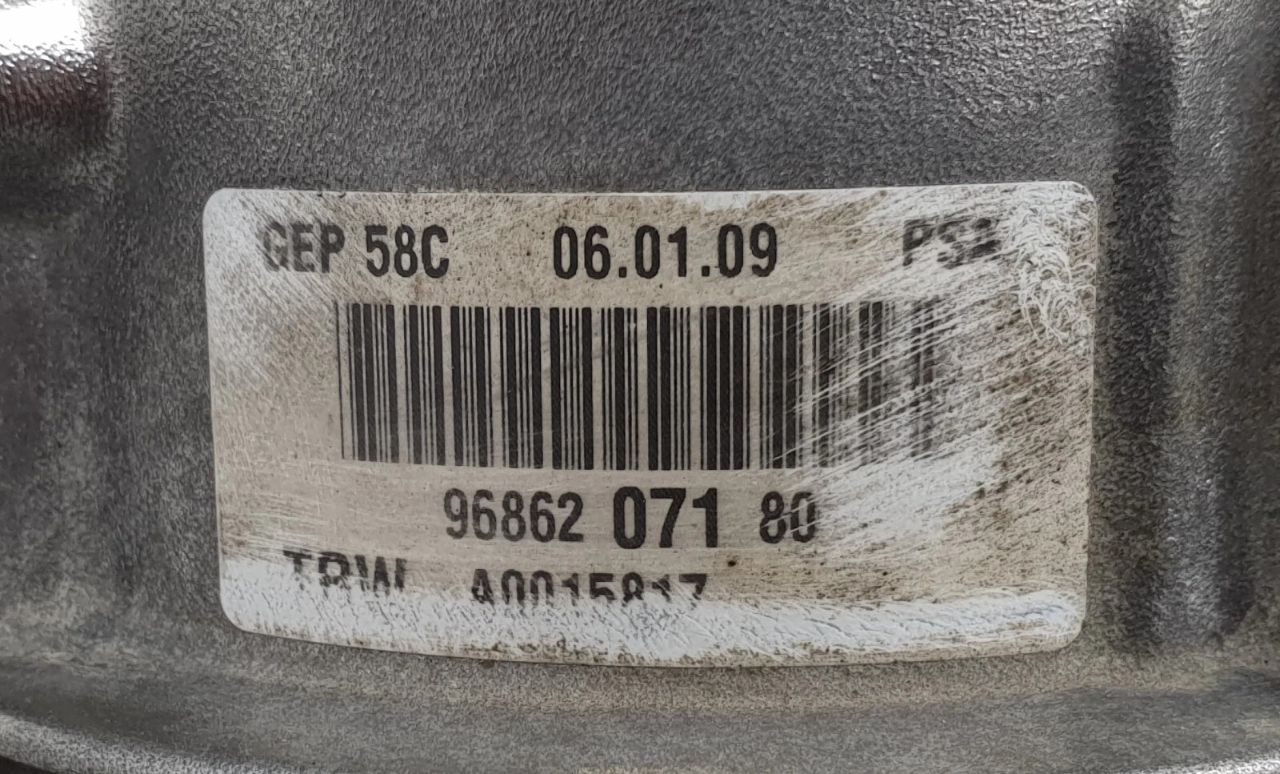 GEP 58C 06.01.09 PSA
96862 071 80
TRW A0015817